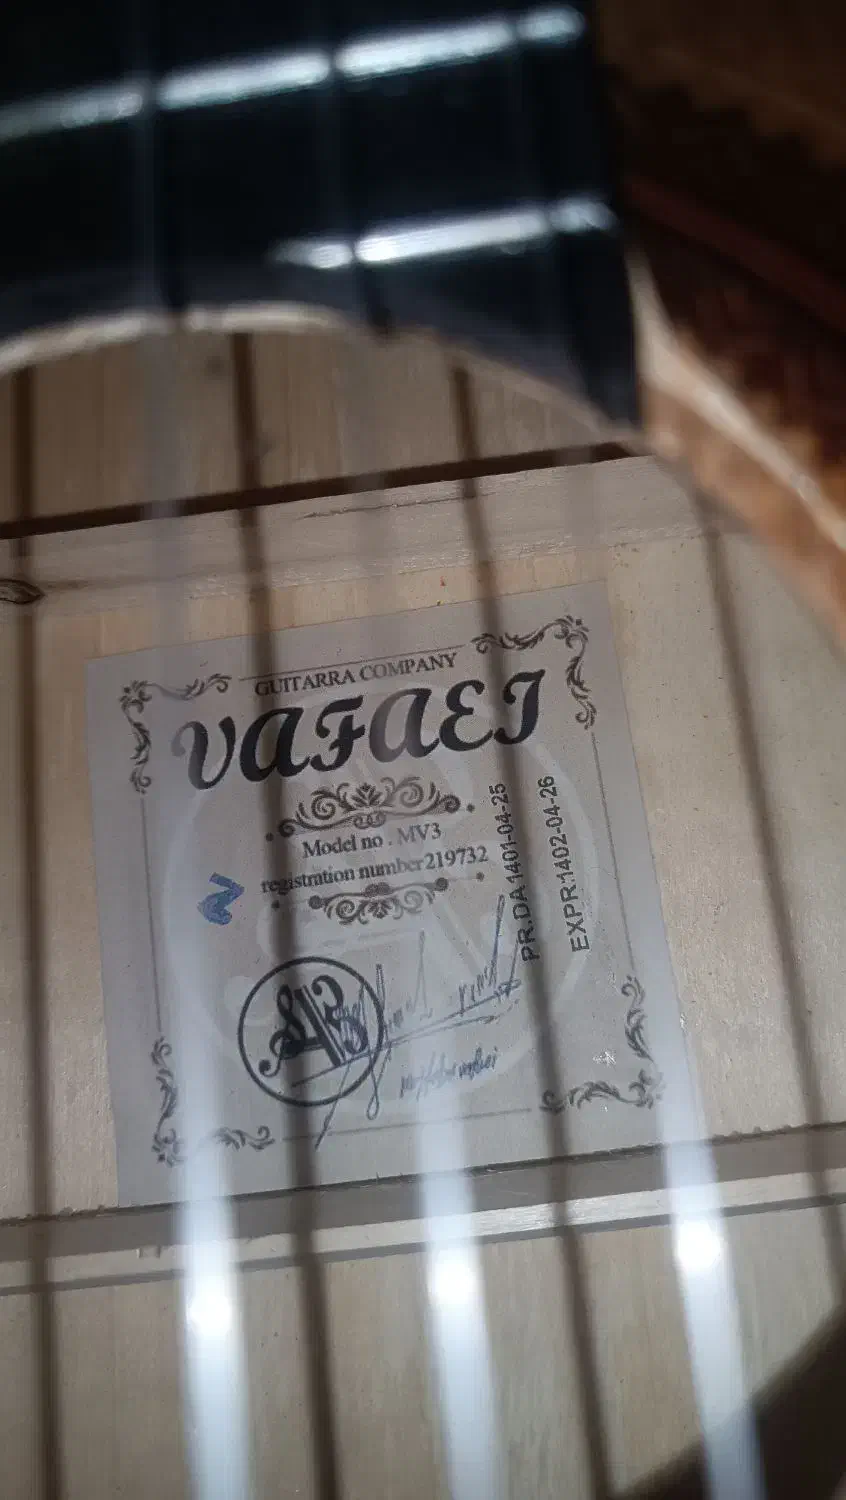 GUITARRA COMPANY
VAFAEI
Model no . MV3
registration number219732
PR.DA:1401-04-25
EXPR:1402-04-26